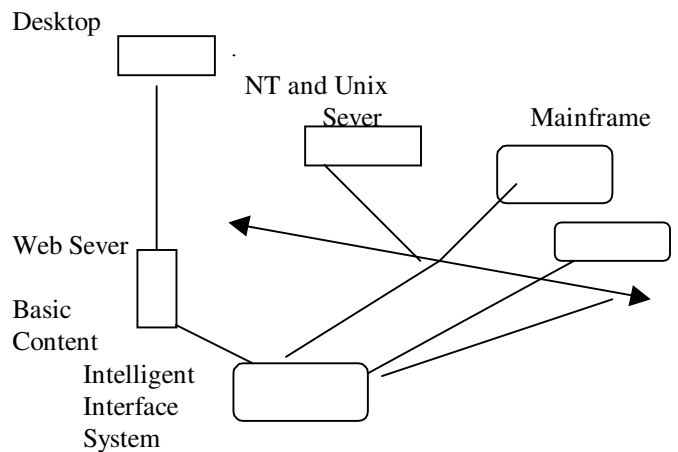 Desktop
NT and Unix
Sever
Mainframe
Web Sever
Basic
Content
Intelligent
Interface
System